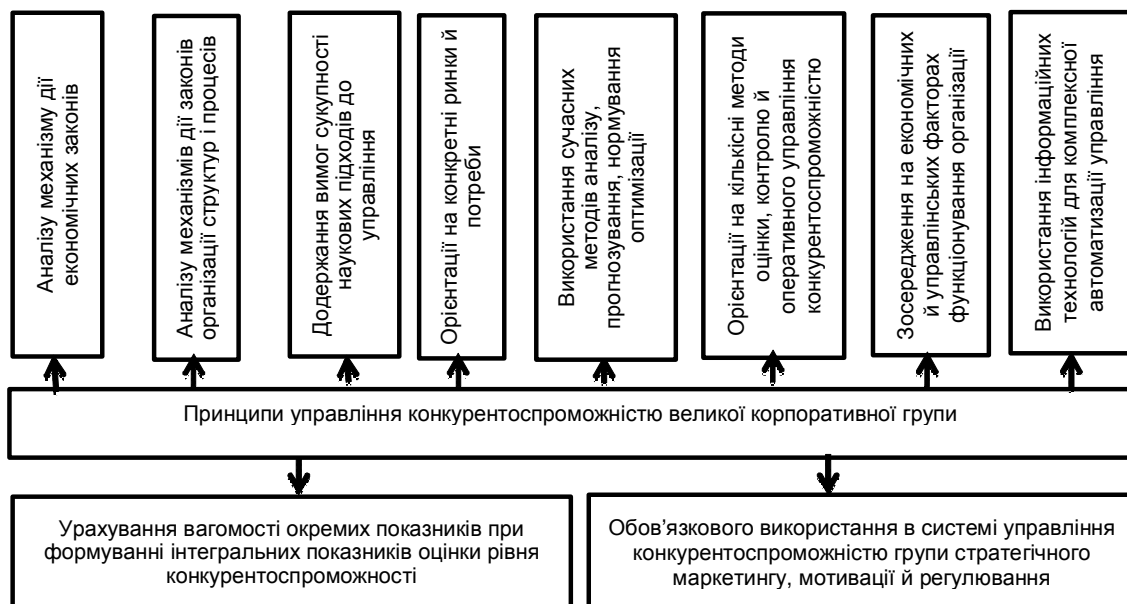 Аналізу механізму дії
економічних законів
Аналізу механізмів дії законів
організації структур і процесів
Додержання вимог сукупності
наукових підходів до
управління
Орієнтації на конкретні ринки й
потреби
Використання сучасних
методів аналізу,
прогнозування, нормування,
оптимізації
Орієнтації на кількісні методи
оцінки, контролю й
оперативного управління
конкурентоспроможністю
Зосередження на економічних
й управлінських факторах
функціонування організації
Використання інформаційних
технологій для комплексної
автоматизації управління
Принципи управління конкурентоспроможністю великої корпоративної групи
Урахування вагомості окремих показників при
формуванні інтегральних показників оцінки рівня
конкурентоспроможності
Обов’язкового використання в системі управління
конкурентоспроможністю групи стратегічного
маркетингу, мотивації й регулювання